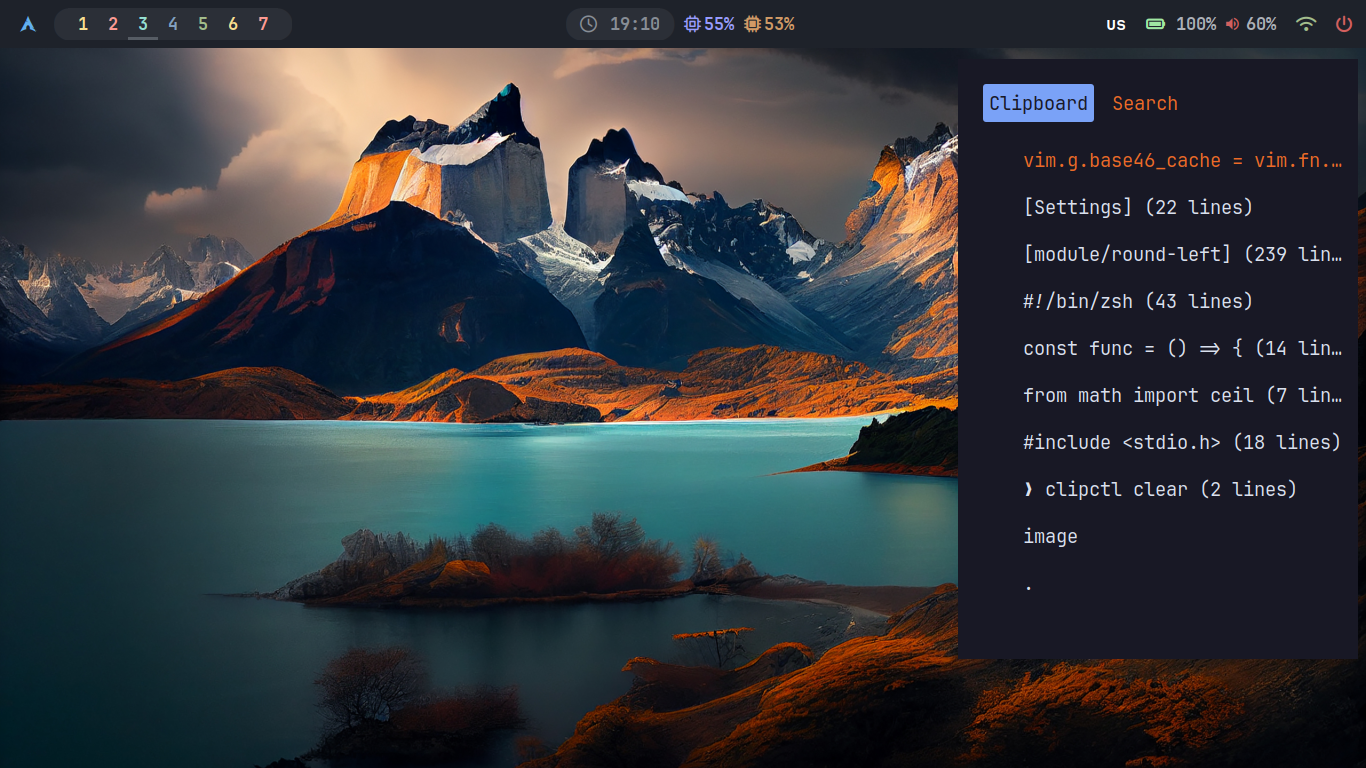 1 2 3 4 5 6 7 19:10 55% 53% US 100% 60%
Clipboard Search
vim.g.base46_cache = vim.fn.…
[Settings] (22 lines)
[module/round-left] (239 lin…
#!/bin/zsh (43 lines)
const func = () => { (14 lin…
from math import ceil (7 lin…
#include <stdio.h> (18 lines)
❱ clipctl clear (2 lines)
image
.